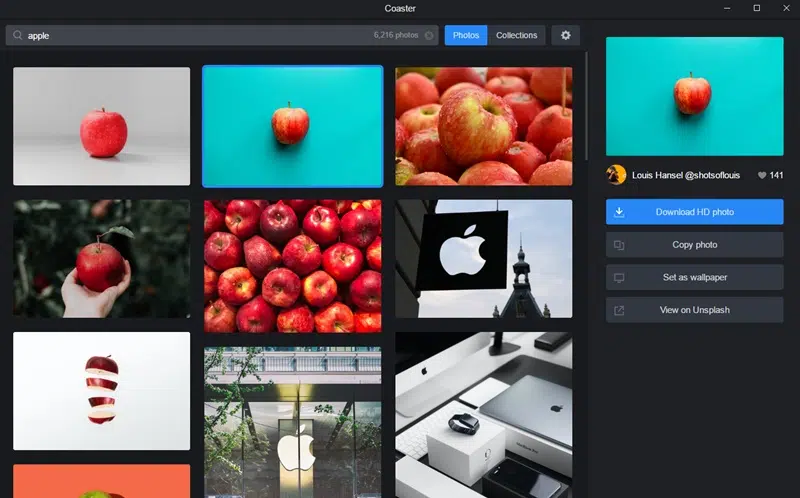 Coaster
apple
6,216 photos
Photos
Collections
Louis Hansel @shotsoflouis
141
Download HD photo
Copy photo
Set as wallpaper
View on Unsplash